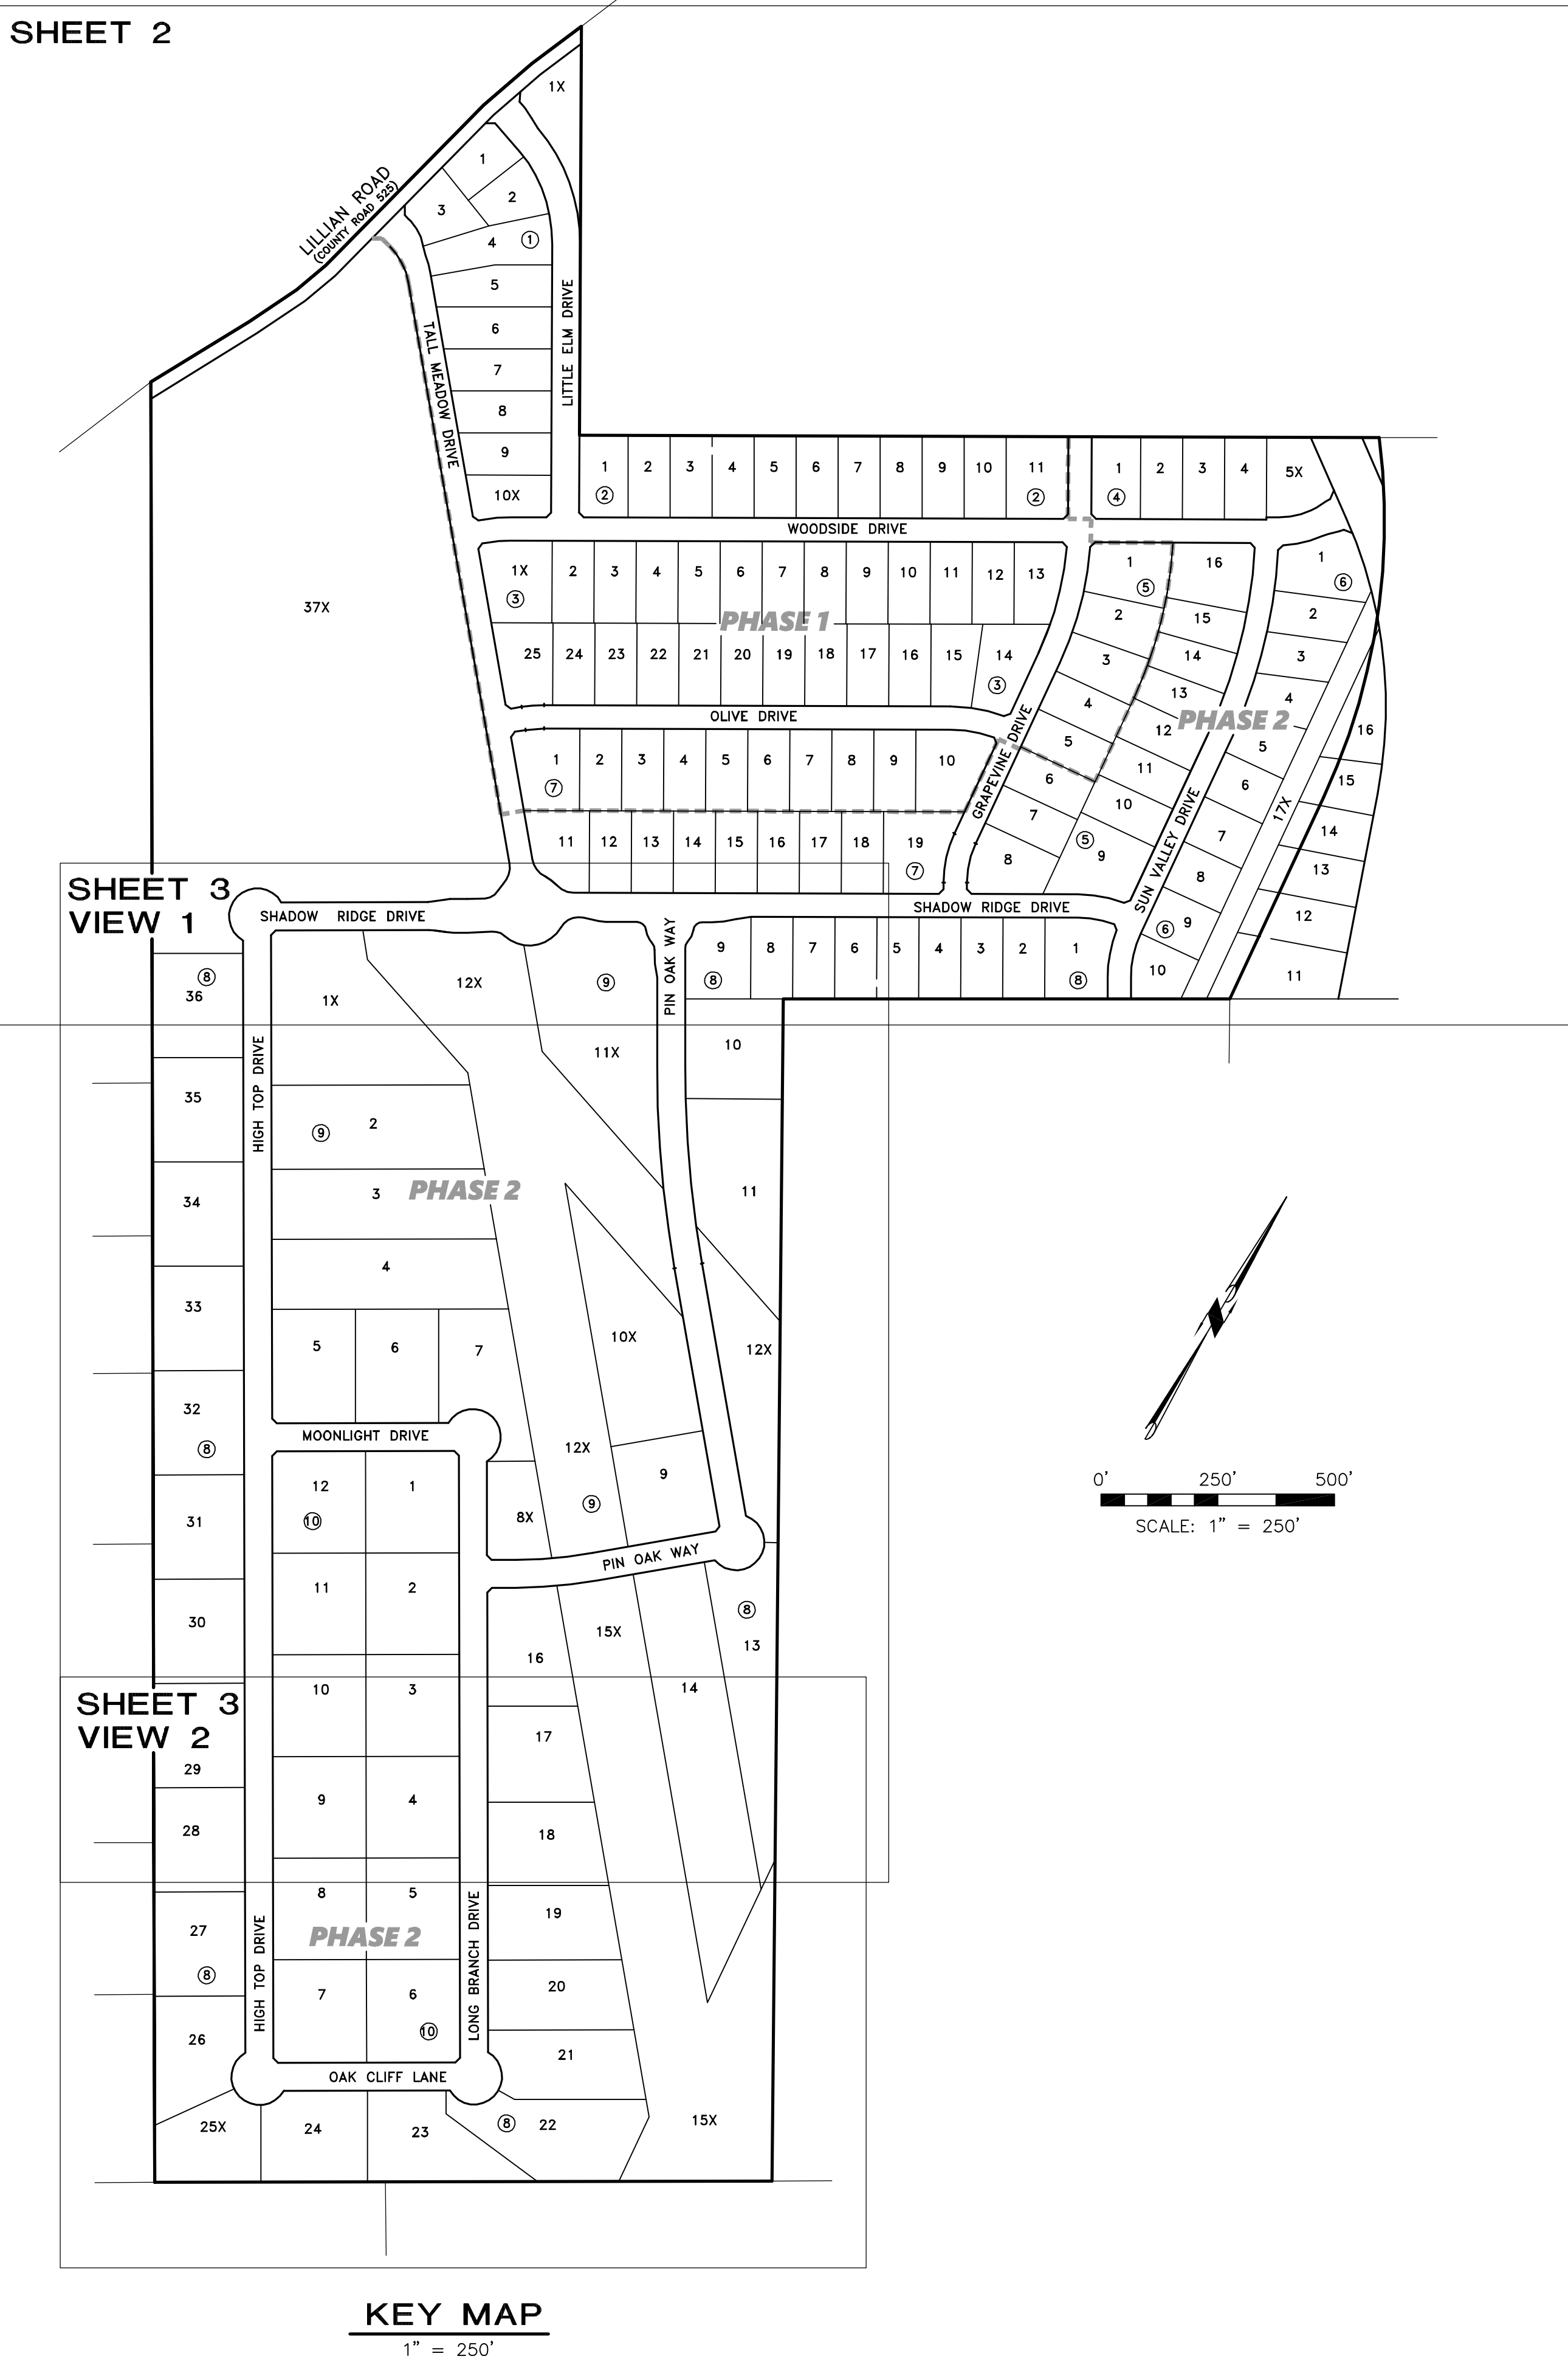 SHEET 2
1X
1
2
3
LILLIAN ROAD
(COUNTY ROAD 525)
4 ①
5
6
7
8
9
10X
TALL MEADOW DRIVE
LITTLE ELM DRIVE
1 2 3 4 5 6 7 8 9 10 11 1 2 3 4 5X
② ② ④
WOODSIDE DRIVE
1X 2 3 4 5 6 7 8 9 10 11 12 13
③
37X
PHASE 1
25 24 23 22 21 20 19 18 17 16 15 14
③
OLIVE DRIVE
1 2 3 4 5 6 7 8 9 10
⑦
11 12 13 14 15 16 17 18 19
⑦
GRAPEVINE DRIVE
1 16 1
⑤ ⑥
2 15 2
3 14 3
4 13 4
5 12 5
PHASE 2
6 11 6
7 10 7
⑤
8 9 8
SUN VALLEY DRIVE
⑥ 9
10
17X
16
15
14
13
12
11
SHEET 3
VIEW 1
SHADOW RIDGE DRIVE
SHADOW RIDGE DRIVE
PIN OAK WAY
9 8 7 6 5 4 3 2 1
⑧ ⑧
⑧
36
1X
12X
⑨
11X
10
HIGH TOP DRIVE
35
2
⑨
34
3
PHASE 2
11
4
33
5 6 7
10X
12X
32
⑧
MOONLIGHT DRIVE
12X
9
⑨
12 1
⑩
8X
31
PIN OAK WAY
11 2
30
⑧
13
15X
16
14
10 3
SHEET 3
VIEW 2
17
29
9 4
28
18
8 5
19
27
⑧
PHASE 2
HIGH TOP DRIVE
LONG BRANCH DRIVE
20
7 6
⑩
26
21
OAK CLIFF LANE
25X 24 23 ⑧ 22 15X
0' 250' 500'
SCALE: 1" = 250'
KEY MAP
1" = 250'